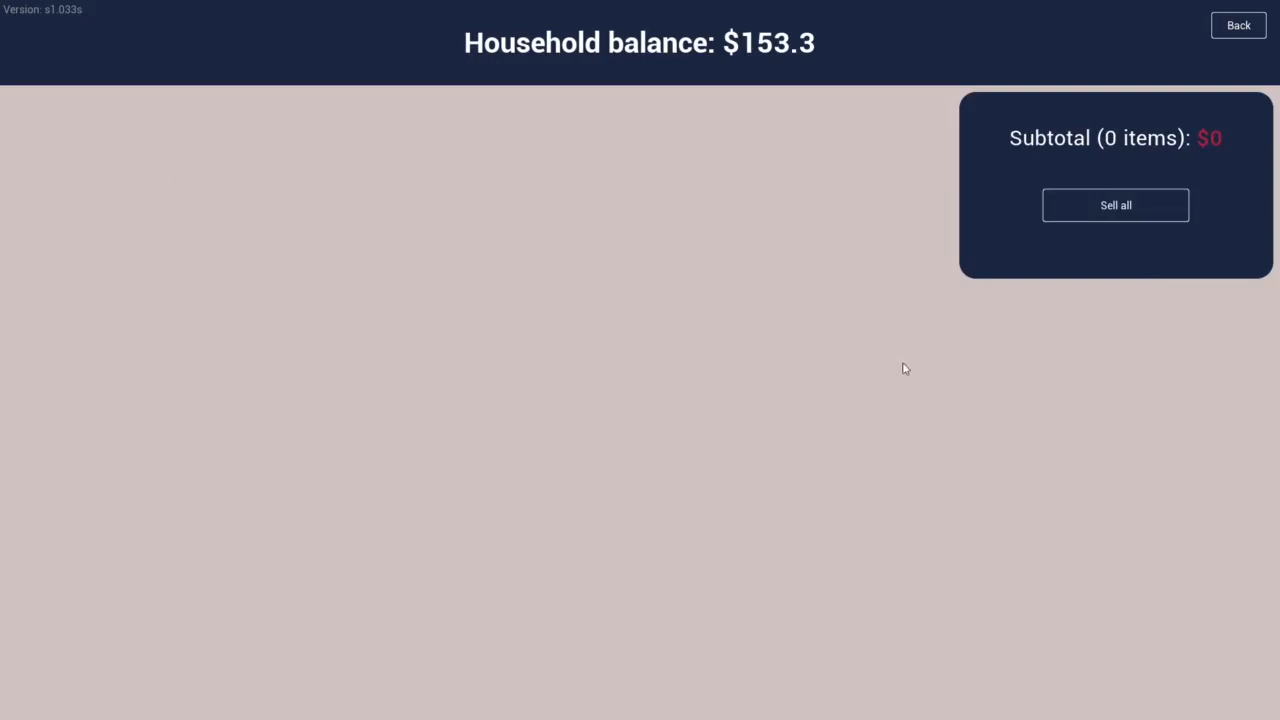 Version: s1.033s
Household balance: $153.3
Back
Subtotal (0 items): $0
Sell all